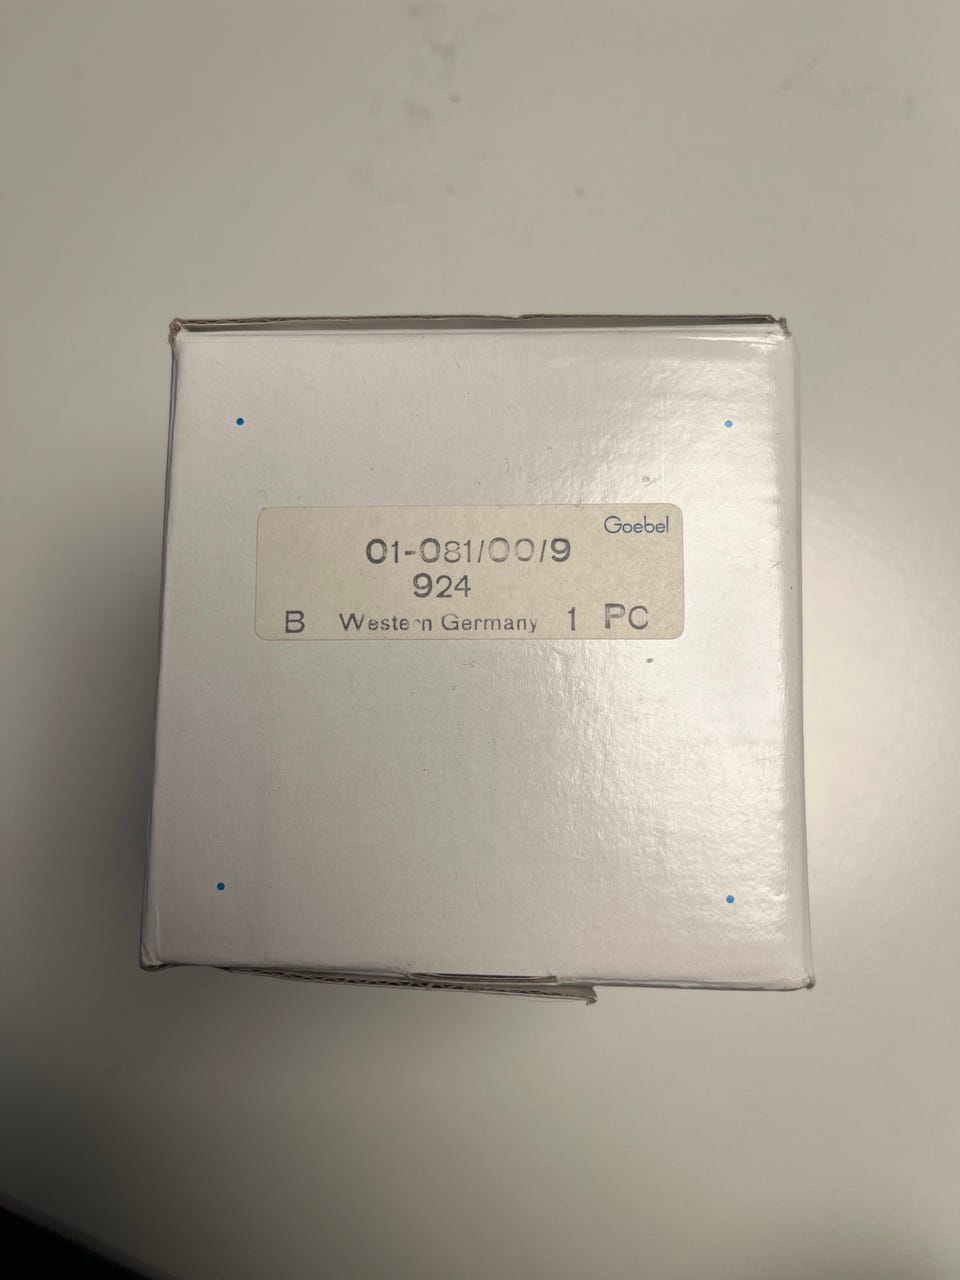 Goebel
01-081/00/9
924
B Western Germany 1 PC